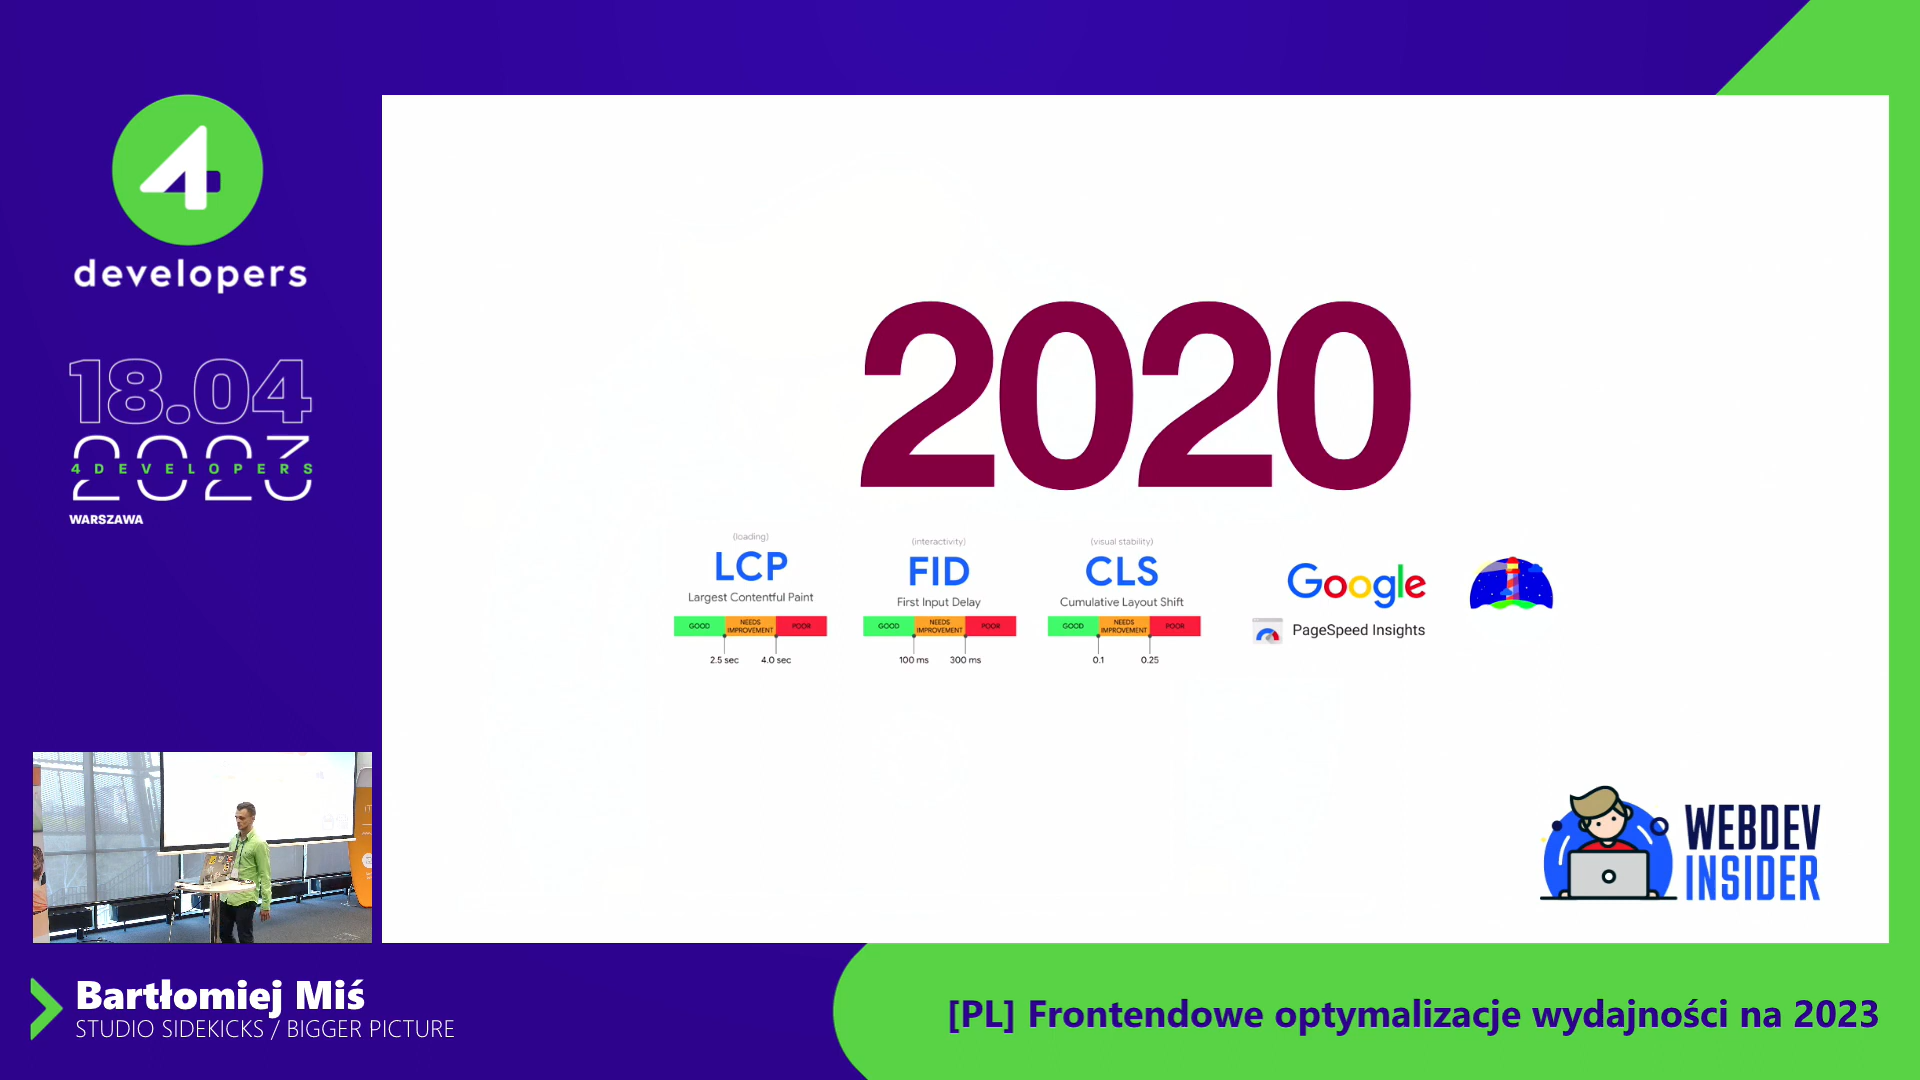 4
developers
18.04
2023
4DEVELOPERS
WARSZAWA
2020
(loading)
LCP
Largest Contentful Paint
GOOD
NEEDS IMPROVEMENT
POOR
2.5 sec
4.0 sec
(interactivity)
FID
First Input Delay
GOOD
NEEDS IMPROVEMENT
POOR
100 ms
300 ms
(visual stability)
CLS
Cumulative Layout Shift
GOOD
NEEDS IMPROVEMENT
POOR
0.1
0.25
Google
PageSpeed Insights
WEBDEV
INSIDER
Bartłomiej Miś
STUDIO SIDEKICKS / BIGGER PICTURE
[PL] Frontendowe optymalizacje wydajności na 2023